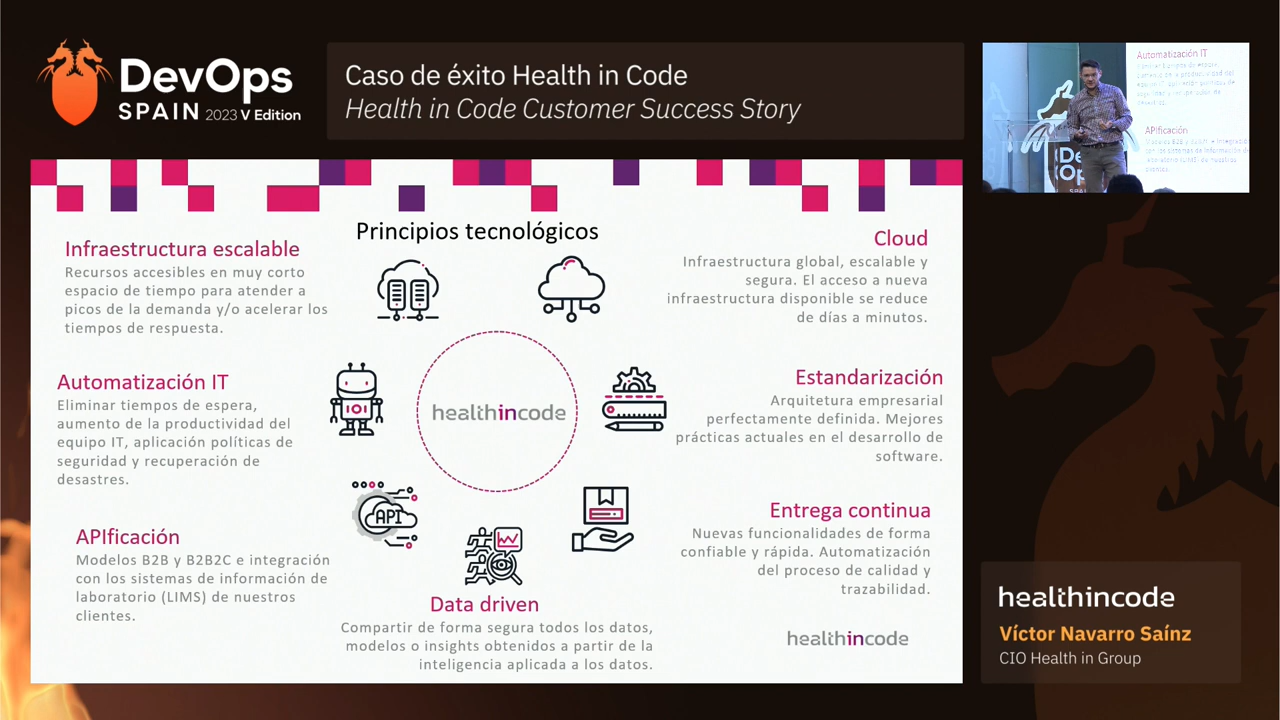 DevOps
SPAIN 2023 V Edition
Caso de éxito Health in Code
Health in Code Customer Success Story
Principios tecnológicos
Infraestructura escalable
Recursos accesibles en muy corto
espacio de tiempo para atender a
picos de la demanda y/o acelerar los
tiempos de respuesta.
Automatización IT
Eliminar tiempos de espera,
aumento de la productividad del
equipo IT, aplicación políticas de
seguridad y recuperación de
desastres.
APIficación
Modelos B2B y B2B2C e integración
con los sistemas de información de
laboratorio (LIMS) de nuestros
clientes.
API
healthincode
Data driven
Compartir de forma segura todos los datos,
modelos o insights obtenidos a partir de la
inteligencia aplicada a los datos.
Cloud
Infraestructura global, escalable y
segura. El acceso a nueva
infraestructura disponible se reduce
de días a minutos.
Estandarización
Arquitetura empresarial
perfectamente definida. Mejores
prácticas actuales en el desarrollo de
software.
Entrega continua
Nuevas funcionalidades de forma
confiable y rápida. Automatización
del proceso de calidad y
trazabilidad.
healthincode
Automatización IT
APIficación
De
Op
SPA
healthincode
Víctor Navarro Saínz
CIO Health in Group